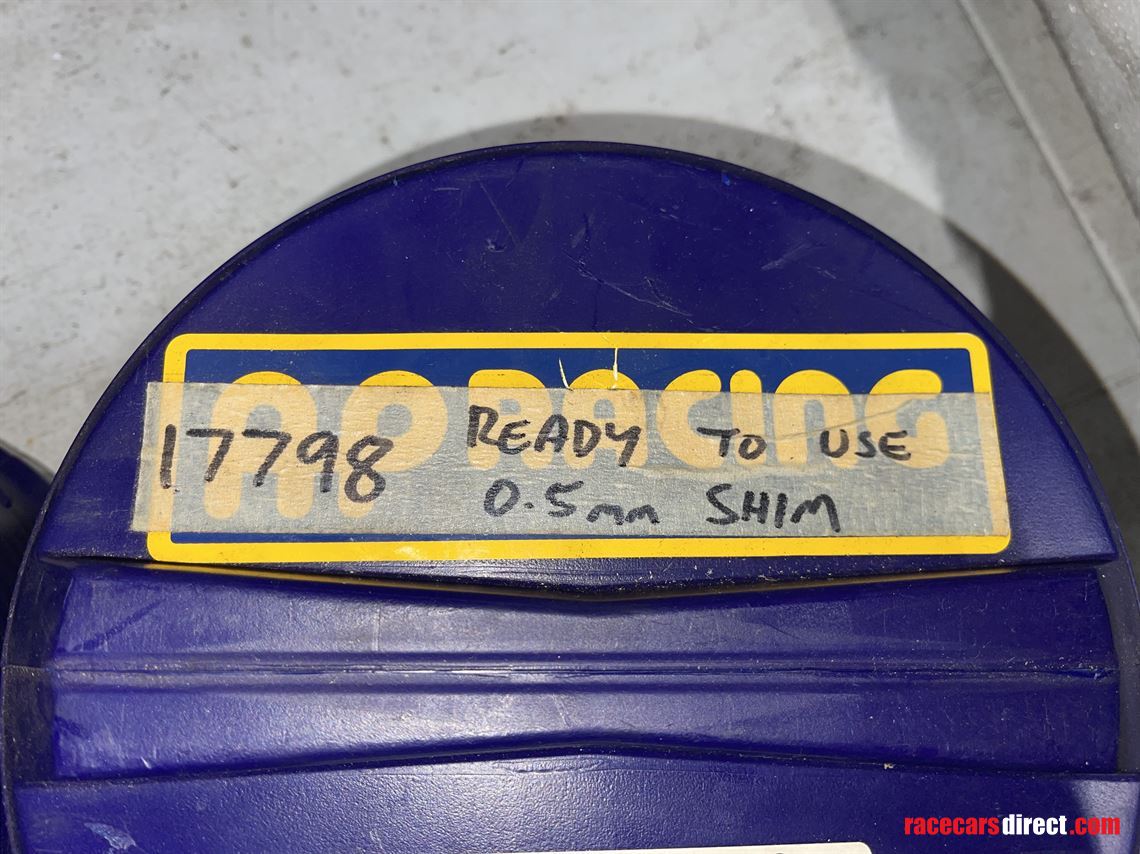 AP RACING
17798 READY TO USE
0.5mm SHIM
racecarsdirect.com